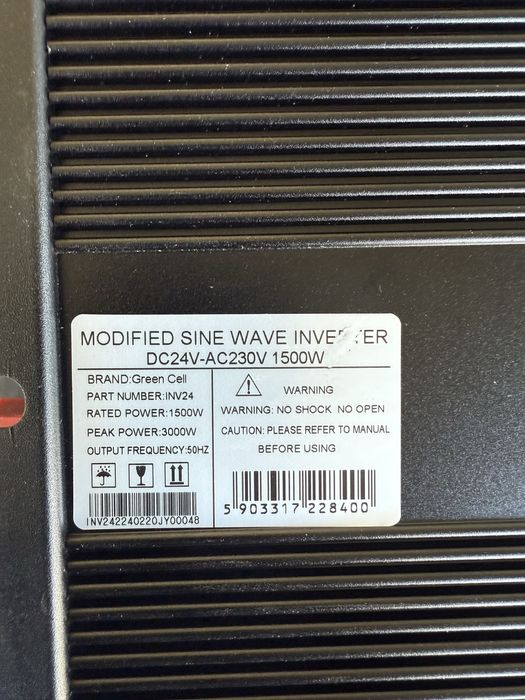 MODIFIED SINE WAVE INVERTER
DC24V-AC230V 1500W
BRAND:Green Cell
PART NUMBER:INV24
RATED POWER:1500W
PEAK POWER:3000W
OUTPUT FREQUENCY:50HZ
INV242240220JY00048
WARNING
WARNING: NO SHOCK NO OPEN
CAUTION: PLEASE REFER TO MANUAL
BEFORE USING
5 903317 228400